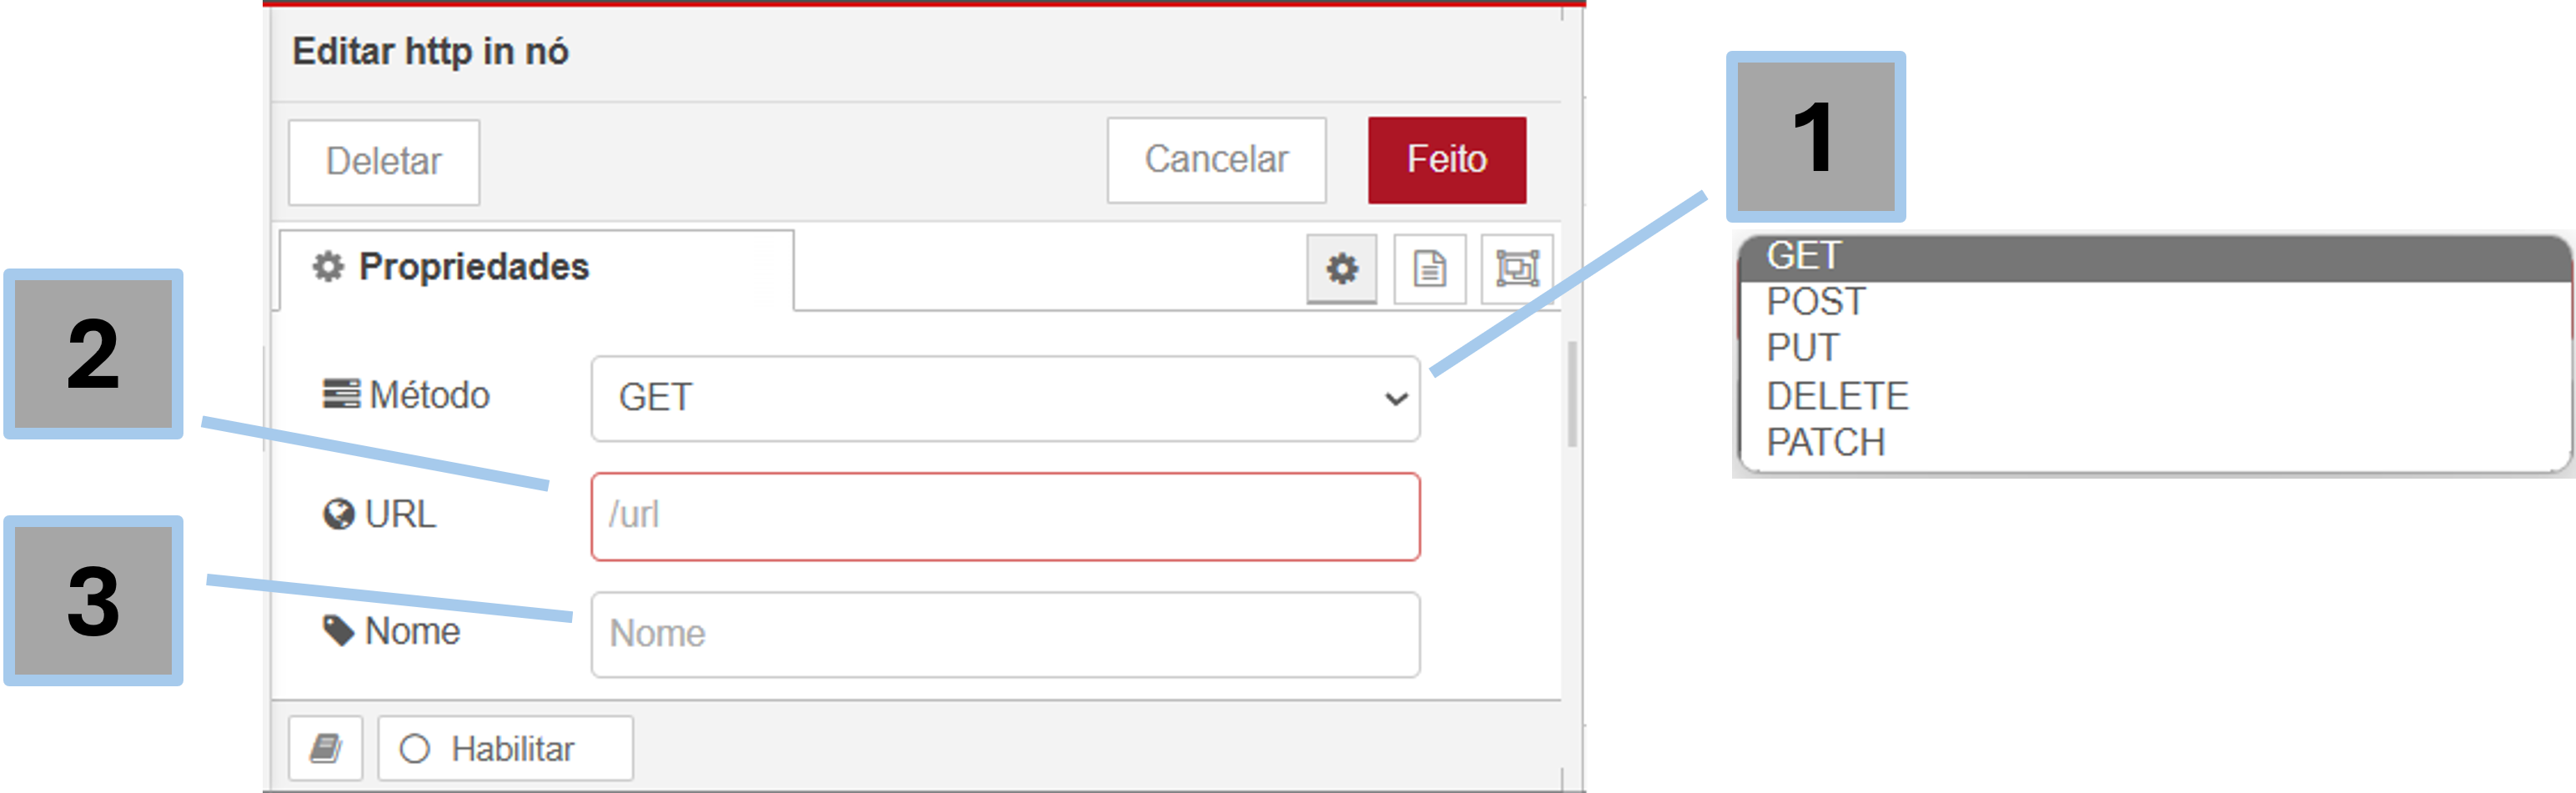 Editar http in nó
Deletar
Cancelar
Feito
1
Propriedades
GET
POST
PUT
DELETE
PATCH
2
Método
GET
URL
/url
3
Nome
Nome
Habilitar